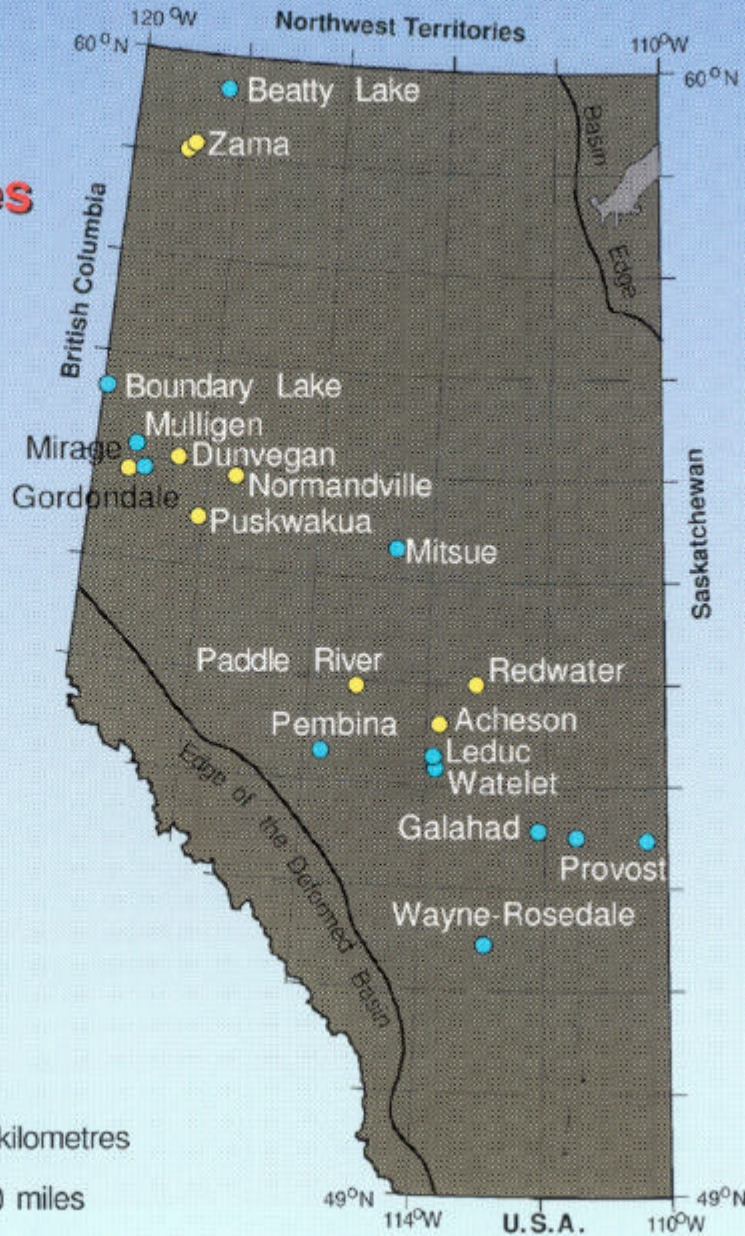 120 °W
Northwest Territories
60°N
110°W
60°N
Beatty Lake
Zama
es
Basin
Edge
British Columbia
Boundary Lake
Mulligen
Mirage
Dunvegan
Normandville
Gordondale
Puskwakua
Mitsue
Saskatchewan
Paddle River
Redwater
Pembina
Acheson
Leduc
Watelet
Edge of the Deformed Basin
Galahad
Provost
Wayne-Rosedale
kilometres
0 miles
49°N
49°N
114°W
U.S.A.
110°W